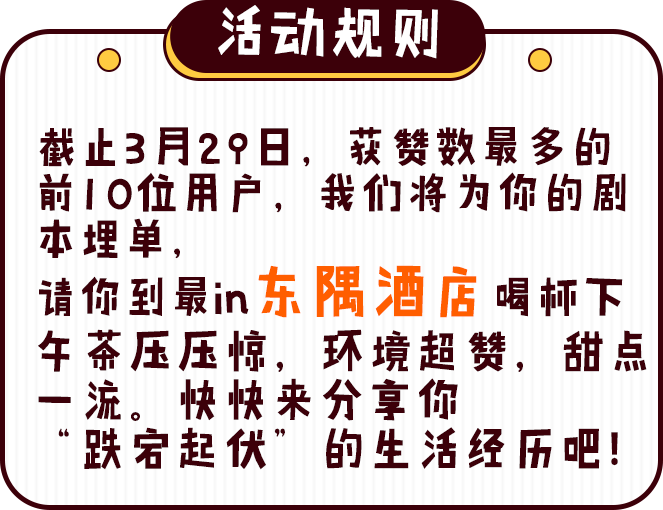 活动规则
截止3月29日，获赞数最多的
前10位用户，我们将为你的剧
本埋单，
请你到最in东隅酒店喝杯下
午茶压压惊，环境超赞，甜点
一流。快快来分享你
“跌宕起伏”的生活经历吧！